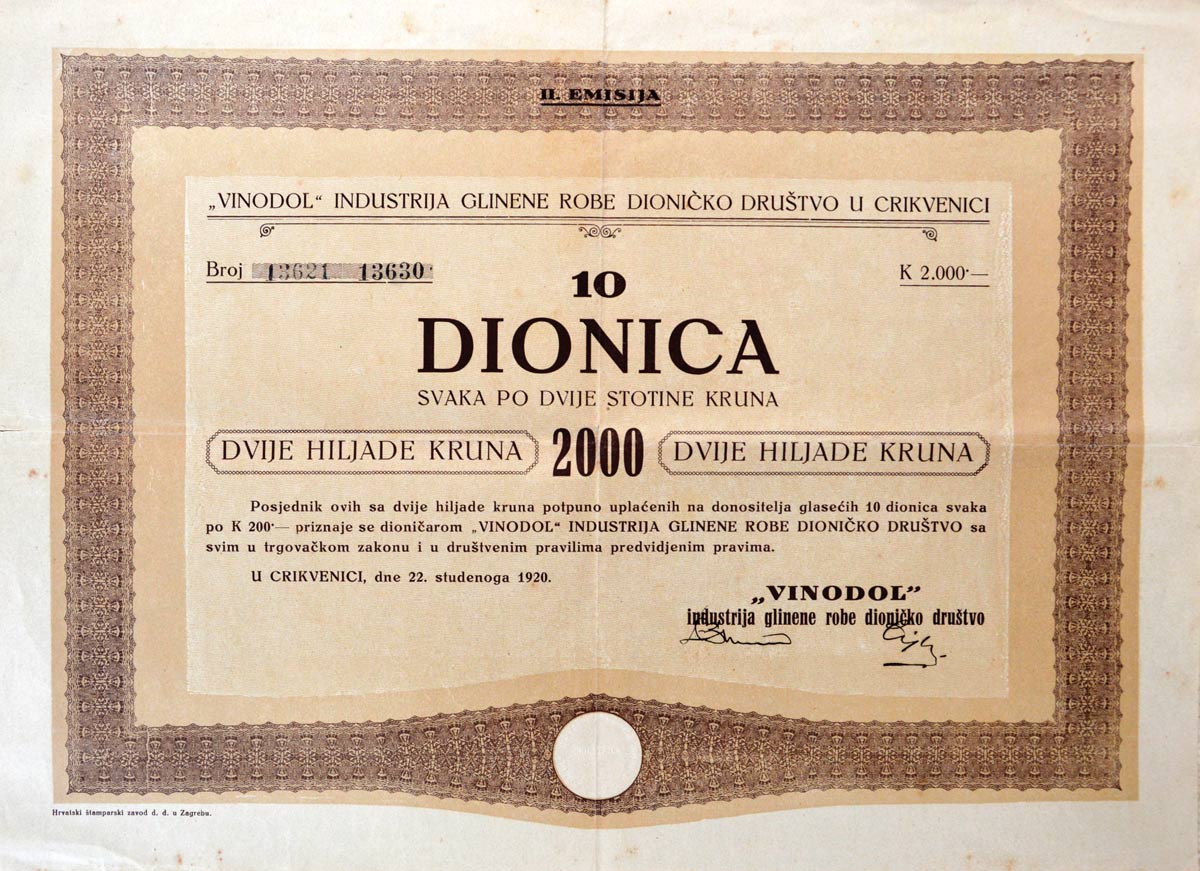 II. EMISIJA
„VINODOL“ INDUSTRIJA GLINENE ROBE DIONIČKO DRUŠTVO U CRIKVENICI
Broj 13621 13630·
K 2.000·—
10
DIONICA
SVAKA PO DVIJE STOTINE KRUNA
DVIJE HILJADE KRUNA 2000 DVIJE HILJADE KRUNA
Posjednik ovih sa dvije hiljade kruna potpuno uplaćenih na donositelja glasećih 10 dionica svaka
po K 200·— priznaje se dioničarom „VINODOL“ INDUSTRIJA GLINENE ROBE DIONIČKO DRUŠTVO sa
svim u trgovačkom zakonu i u društvenim pravilima predvidjenim pravima.
U CRIKVENICI, dne 22. studenoga 1920.
„VINODOL”
industrija glinene robe dioničko društvo
Hrvatski štamparski zavod d. d. u Zagrebu.